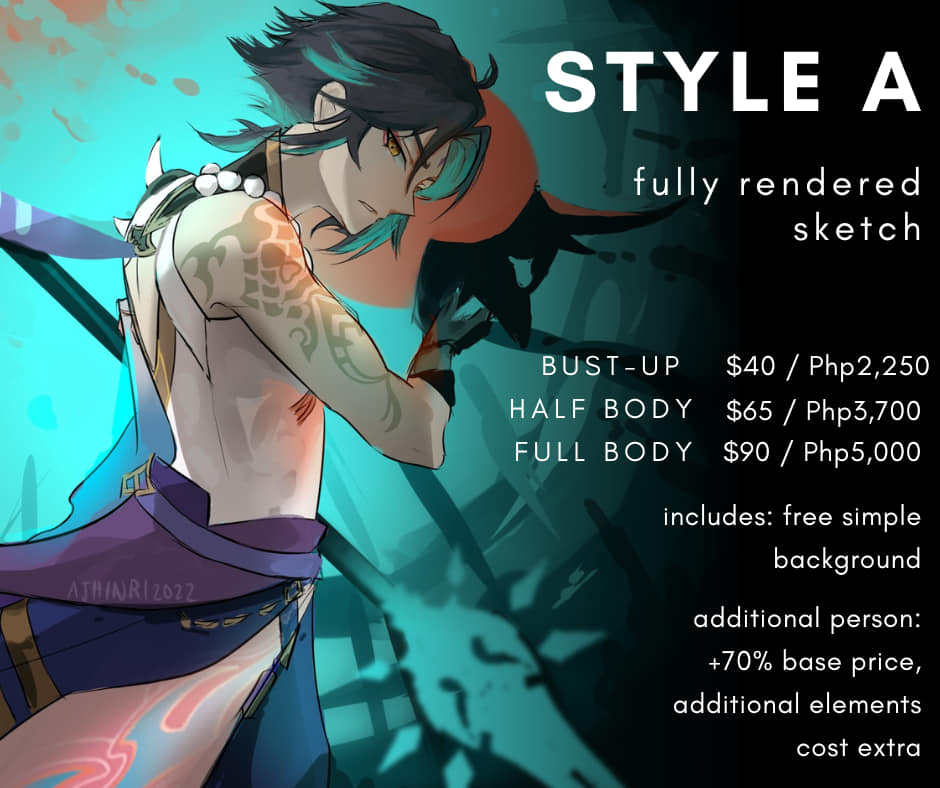 STYLE A
fully rendered
sketch
BUST-UP $40 / Php2,250
HALF BODY $65 / Php3,700
FULL BODY $90 / Php5,000
includes: free simple
background
additional person:
+70% base price,
additional elements
cost extra
AJHINRI2022